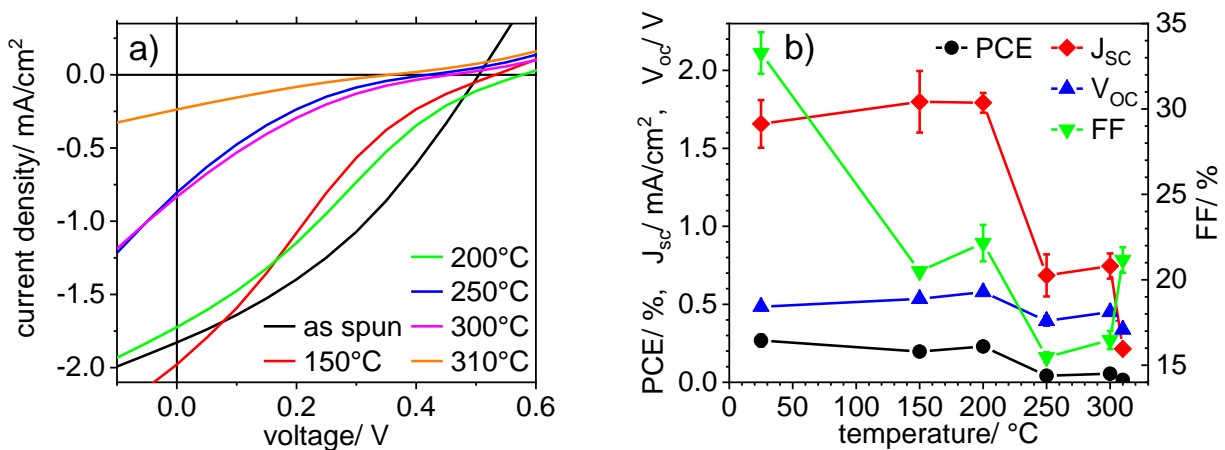 a)
0.0
-0.5
-1.0
-1.5
-2.0
current density/ mA/cm²
0.0 0.2 0.4 0.6
voltage/ V
200°C
250°C
as spun 300°C
150°C 310°C
b)
PCE J_SC
V_OC
FF
2.0
1.5
1.0
0.5
0.0
PCE/ %, J_sc/ mA/cm², V_oc/ V
35
30
25
20
15
FF/ %
0 50 100 150 200 250 300
temperature/ °C